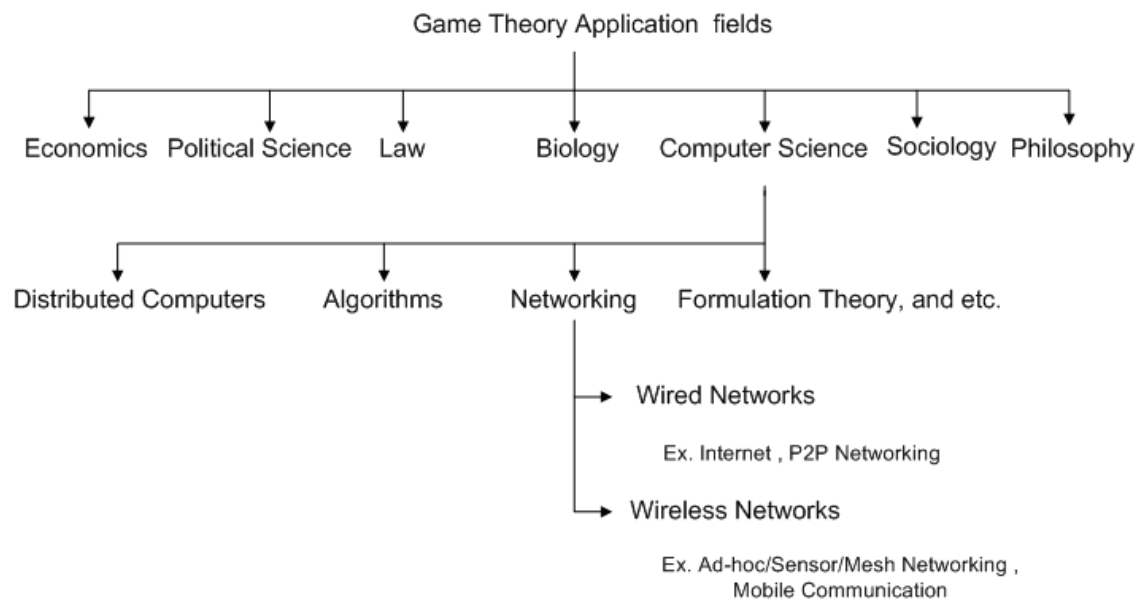 Game Theory Application fields
Economics Political Science Law Biology Computer Science Sociology Philosophy
Distributed Computers Algorithms Networking Formulation Theory, and etc.
Wired Networks
Ex. Internet , P2P Networking
Wireless Networks
Ex. Ad-hoc/Sensor/Mesh Networking ,
Mobile Communication